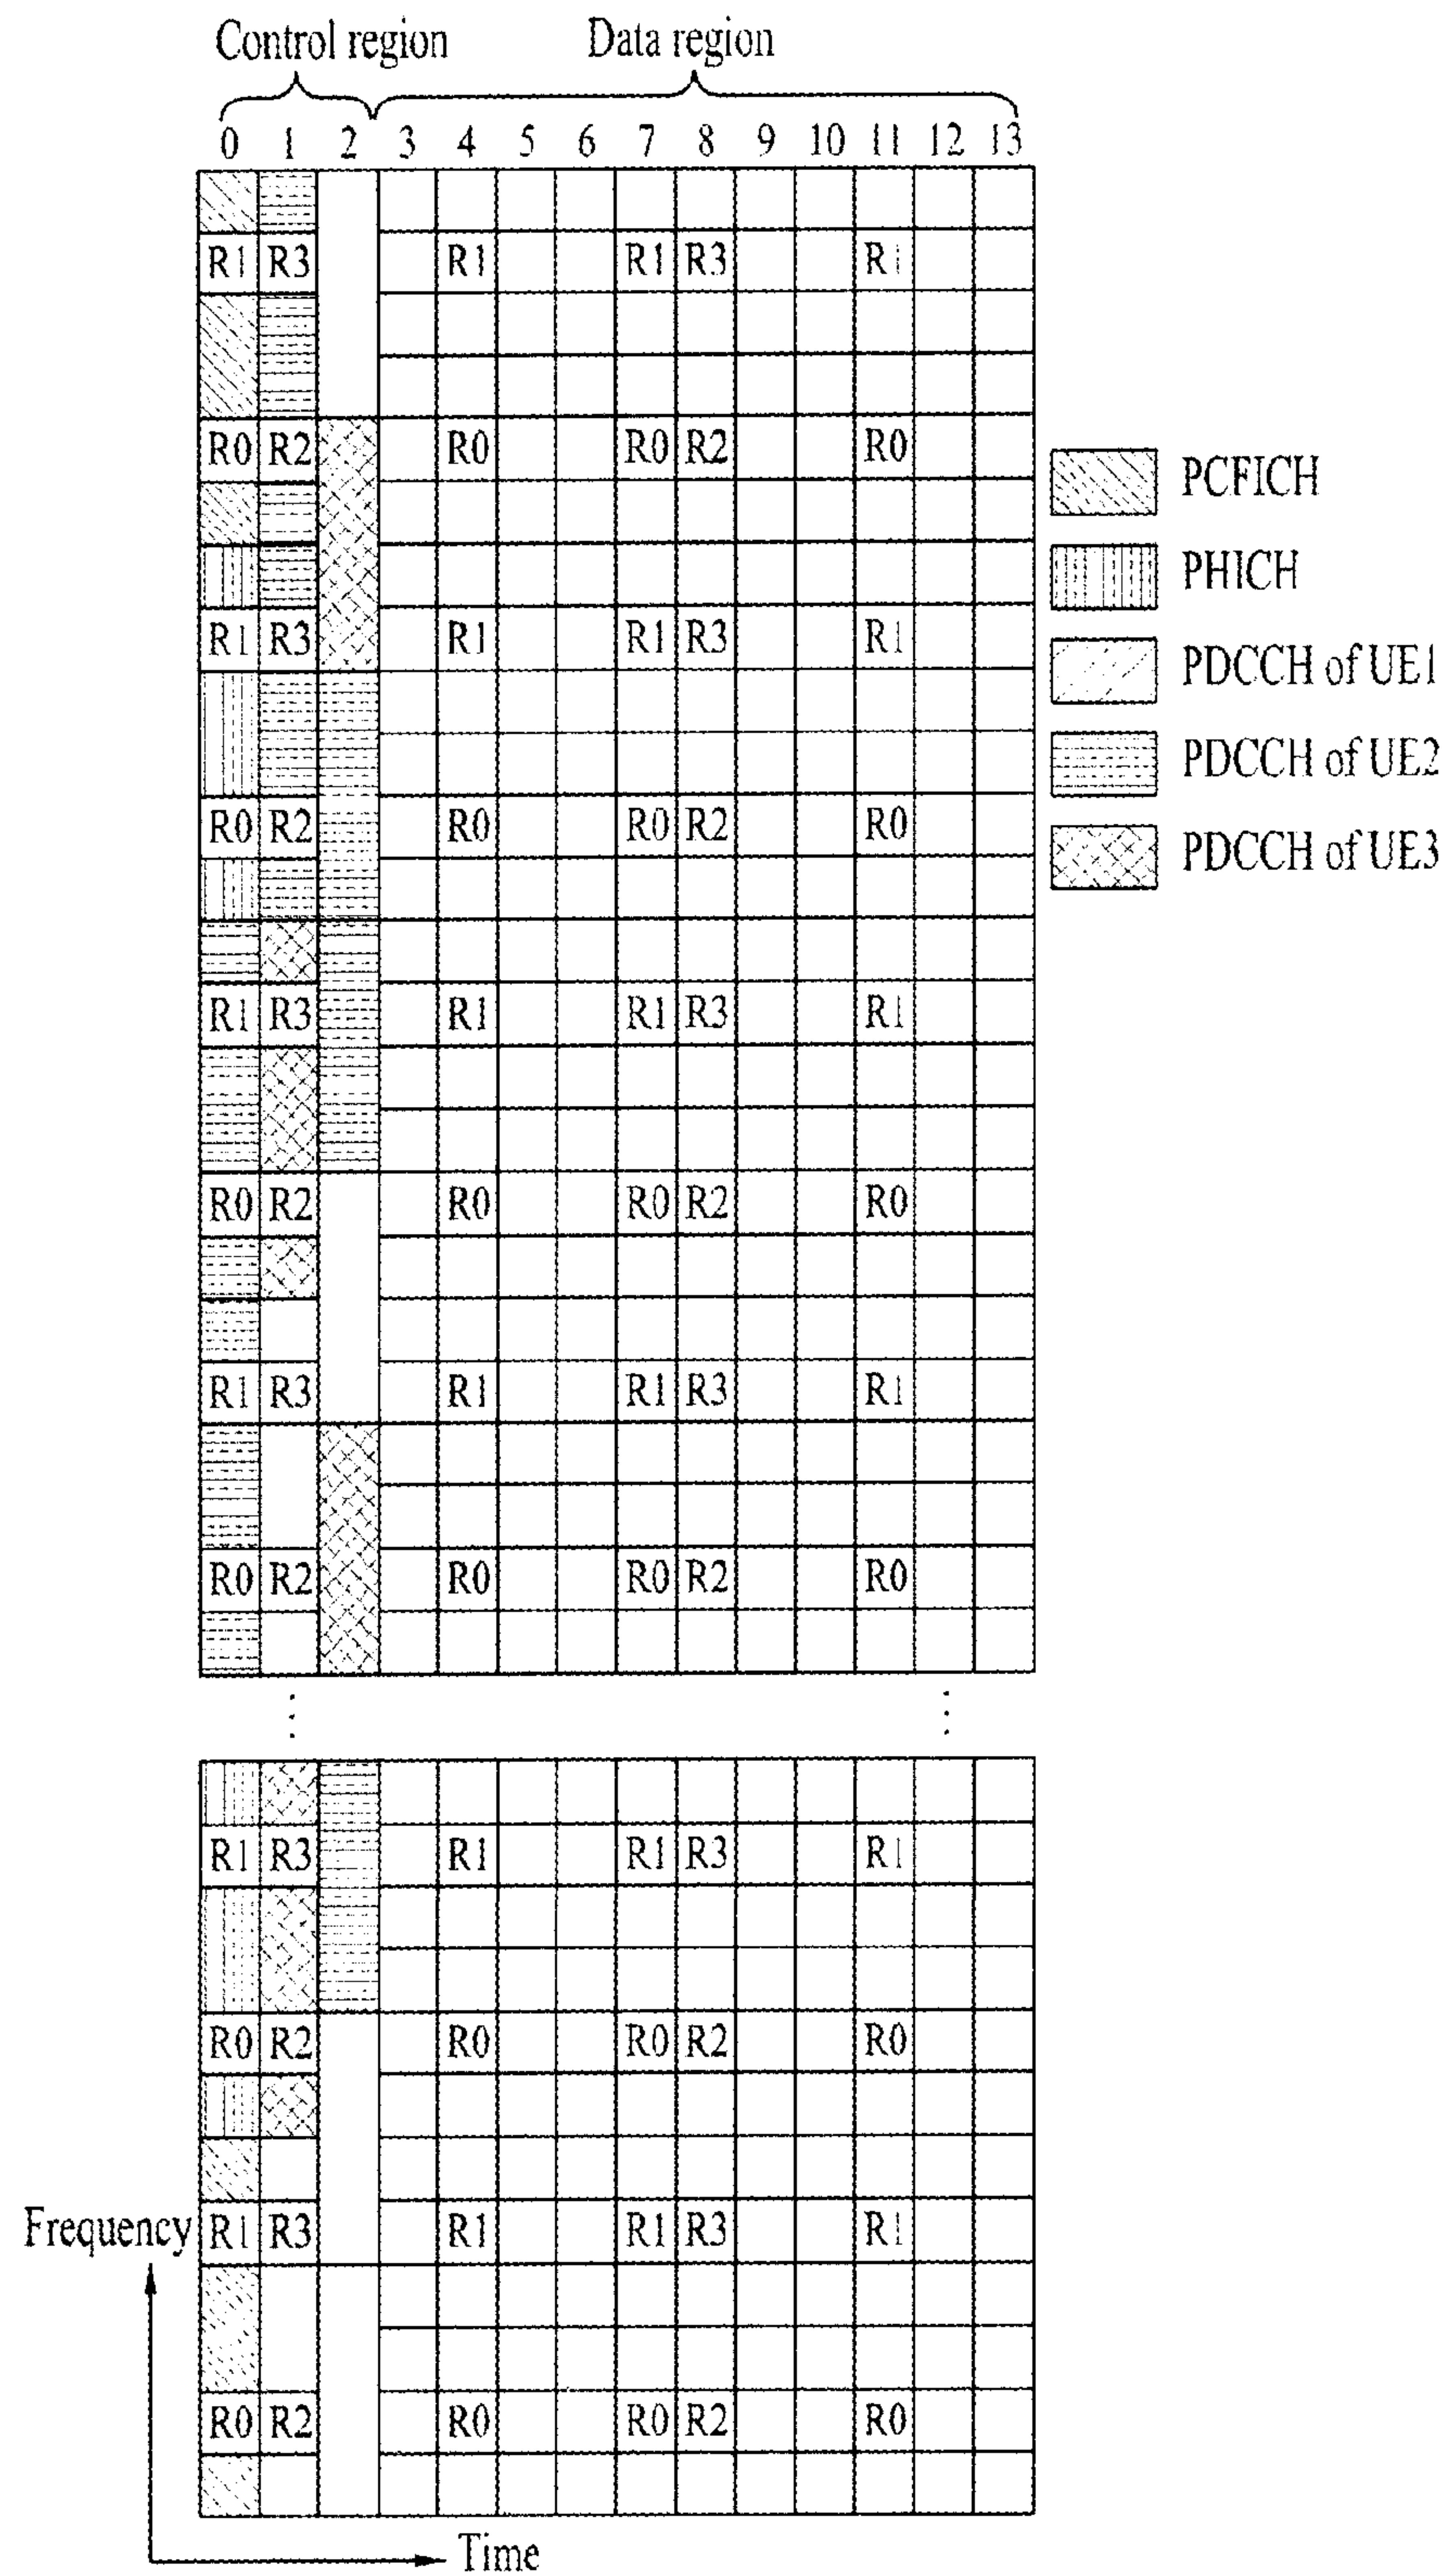 Control region Data region
0 1 2 3 4 5 6 7 8 9 10 11 12 13
R1 R3 R1 R1 R3 R1
R0 R2 R0 R0 R2 R0
PCFICH
PHICH
R1 R3 R1 R1 R3 R1
PDCCH of UE1
PDCCH of UE2
R0 R2 R0 R0 R2 R0
PDCCH of UE3
R1 R3 R1 R1 R3 R1
R0 R2 R0 R0 R2 R0
R1 R3 R1 R1 R3 R1
R0 R2 R0 R0 R2 R0
R1 R3 R1 R1 R3 R1
R0 R2 R0 R0 R2 R0
Frequency R1 R3 R1 R1 R3 R1
R0 R2 R0 R0 R2 R0
Time